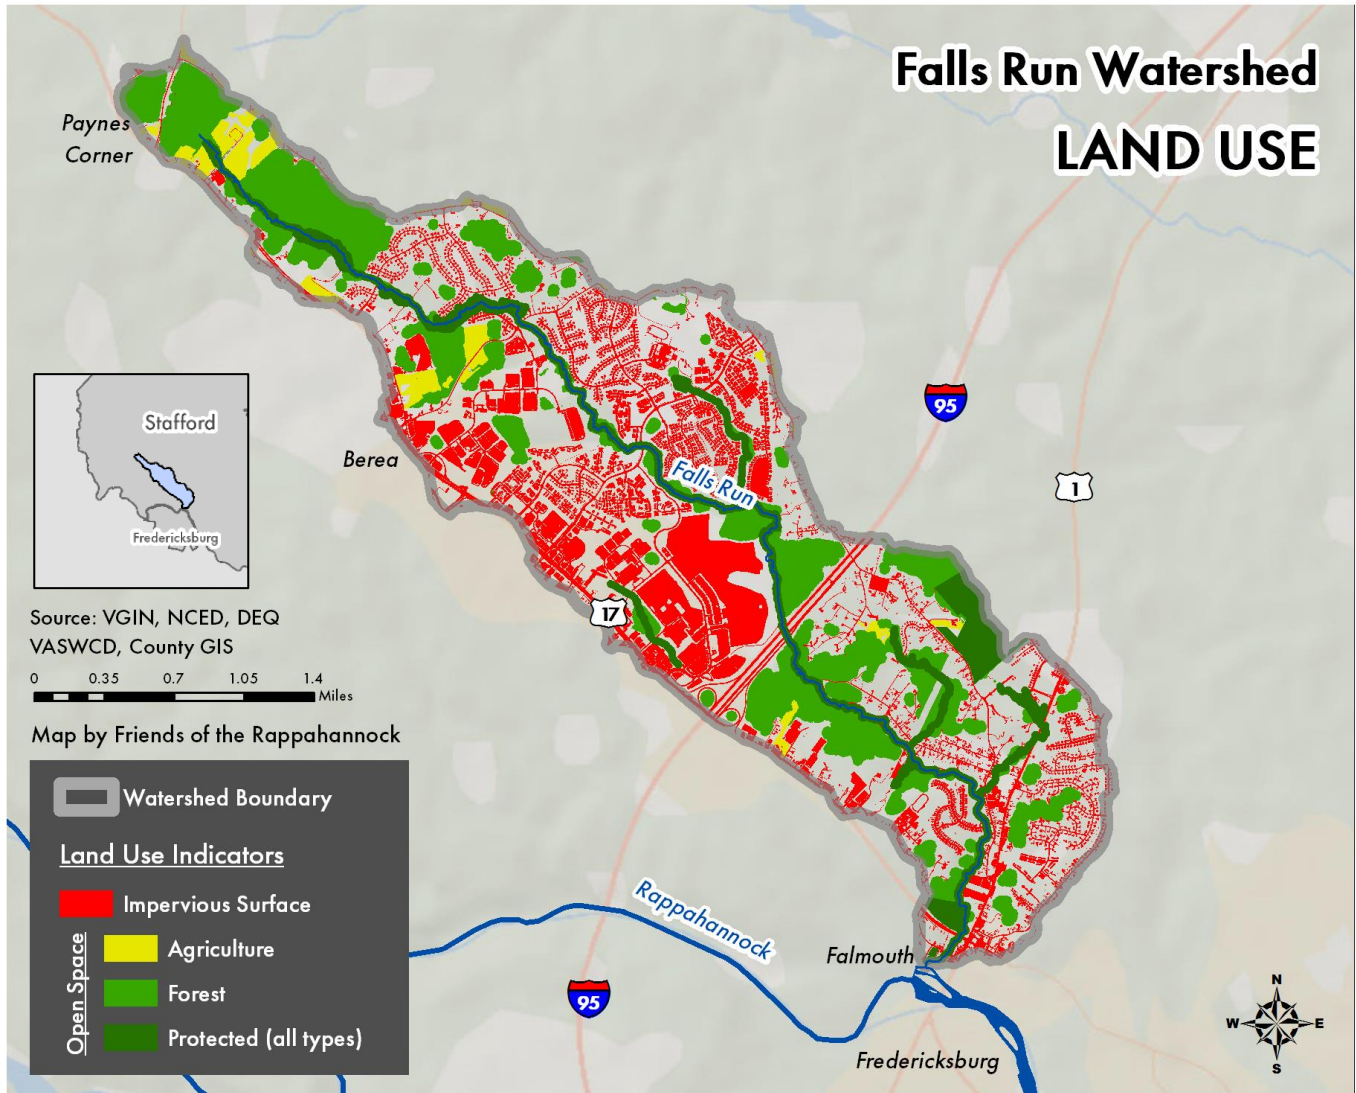 Falls Run Watershed
LAND USE
Paynes
Corner
95
1
Berea
Falls Run
Stafford
Fredericksburg
17
Source: VGIN, NCED, DEQ
VASWCD, County GIS
0 0.35 0.7 1.05 1.4
Miles
Map by Friends of the Rappahannock
Watershed Boundary
Land Use Indicators
Impervious Surface
Open Space
Agriculture
Forest
Protected (all types)
Rappahannock
95
Falmouth
Fredericksburg
N
W E
S